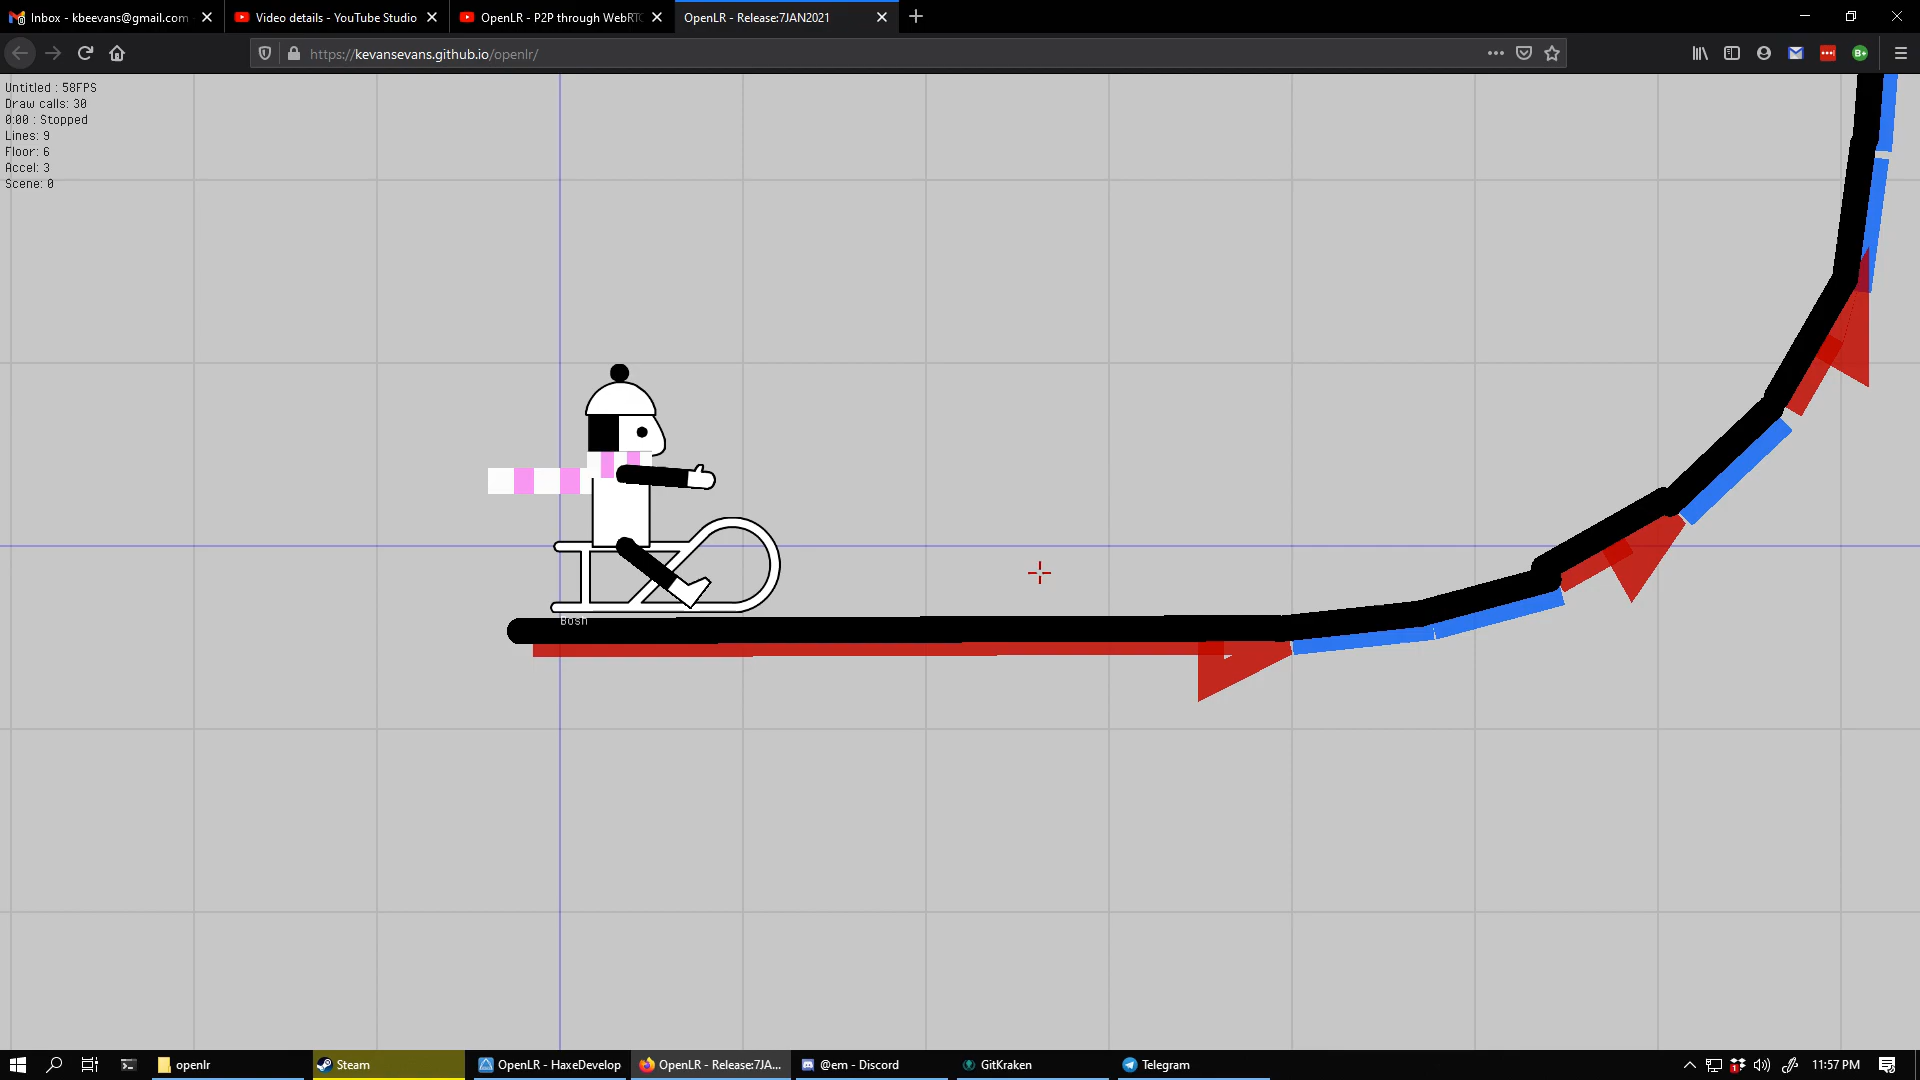 Inbox - kbeevans@gmail.com
Video details - YouTube Studio
OpenLR - P2P through WebRTC
OpenLR - Release:7JAN2021
https://kevansevans.github.io/openlr/
Untitled : 58FPS
Draw calls: 30
0:00 : Stopped
Lines: 9
Floor: 6
Accel: 3
Scene: 0
Bosh
openlr
Steam
OpenLR - HaxeDevelop
OpenLR - Release:7JA...
@em - Discord
GitKraken
Telegram
11:57 PM